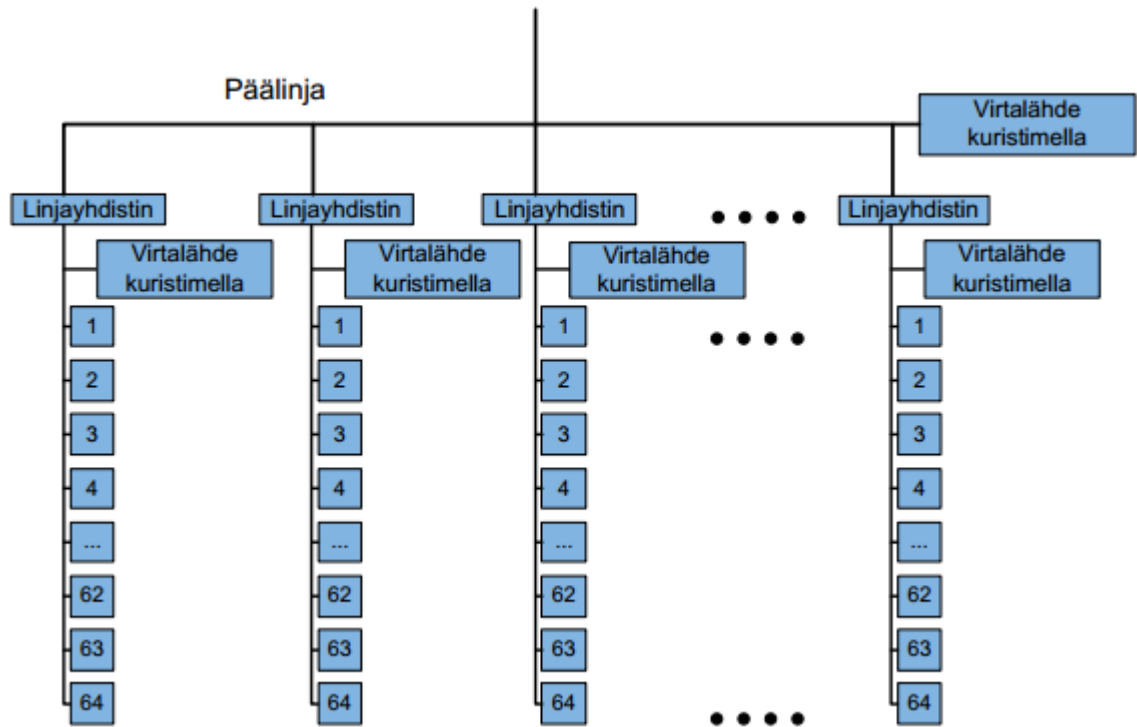 Päälinja
Virtalähde
kuristimella
Linjayhdistin
Linjayhdistin
Linjayhdistin
Linjayhdistin
Virtalähde
kuristimella
Virtalähde
kuristimella
Virtalähde
kuristimella
Virtalähde
kuristimella
1
1
1
1
2
2
2
2
3
3
3
3
4
4
4
4
...
...
...
...
62
62
62
62
63
63
63
63
64
64
64
64